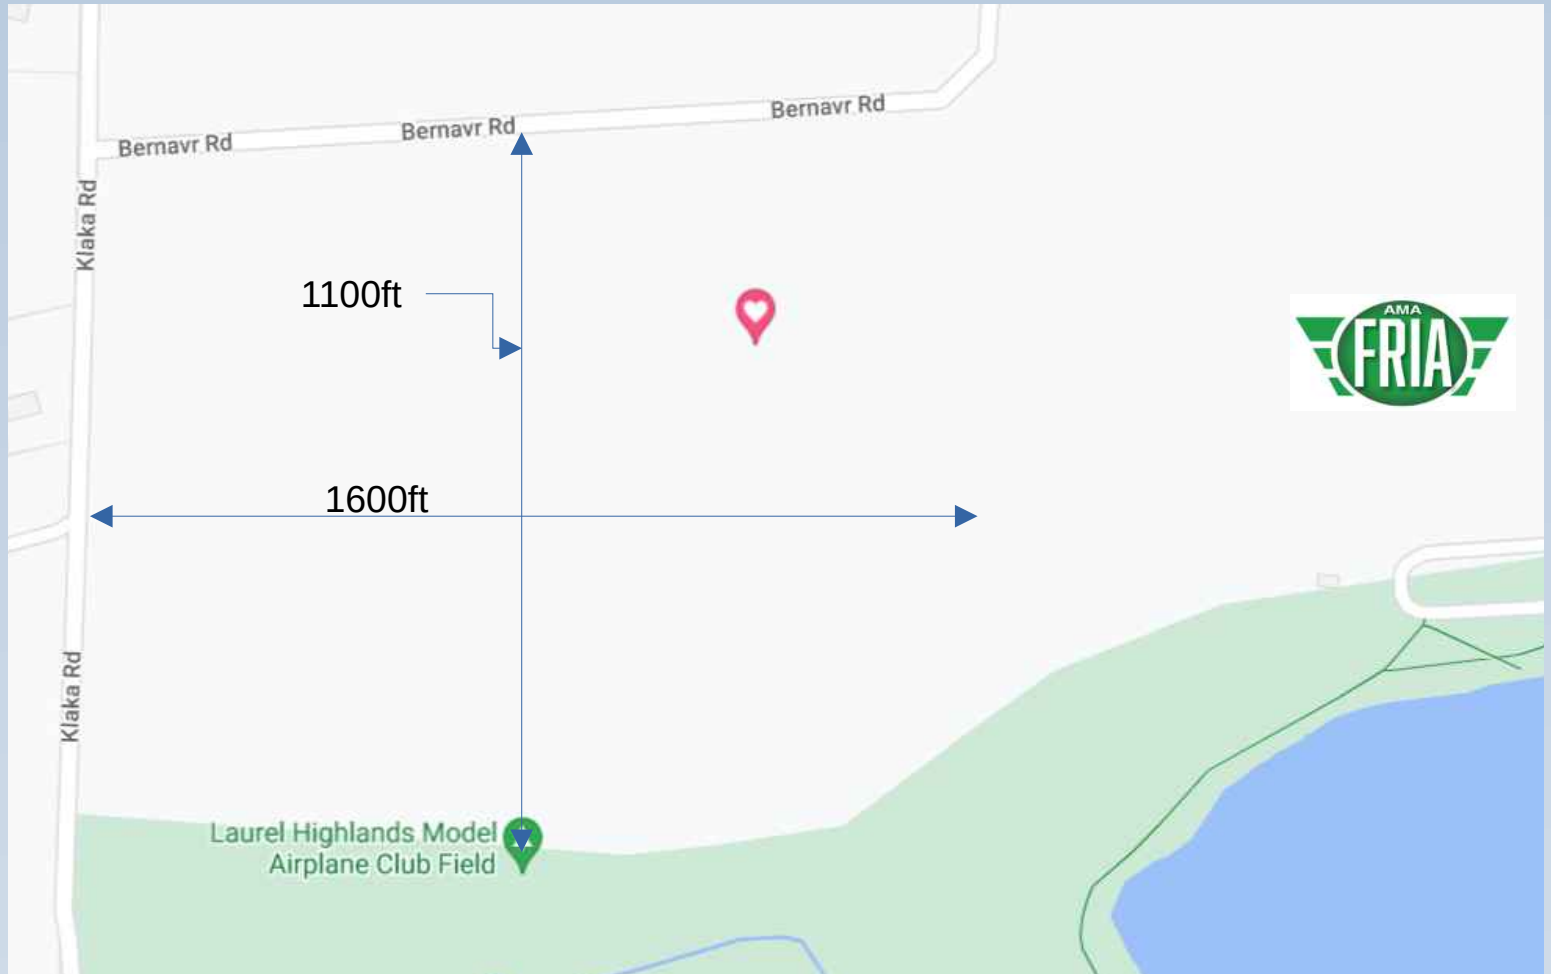 Bernavr Rd
Bernavr Rd
Bernavr Rd
Klaka Rd
1100ft
AMA
FRIA
1600ft
Klaka Rd
Laurel Highlands Model
Airplane Club Field